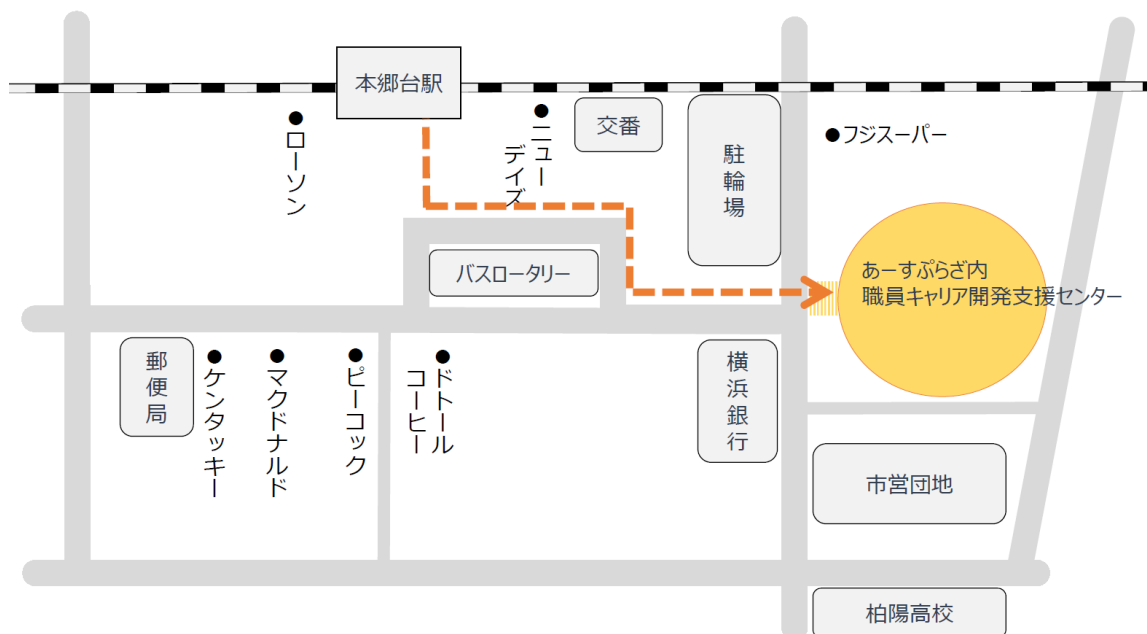 本郷台駅
●ローソン
●ニュー
デイズ
交番
駐輪場
●フジスーパー
バスロータリー
あーすぷらざ内
職員キャリア開発支援センター
郵便局
●ケンタッキー
●マクドナルド
●ピーコック
●ドトール
コーヒー
横浜銀行
市営団地
柏陽高校